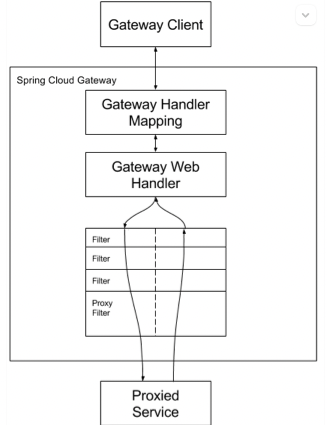 Gateway Client
Spring Cloud Gateway
Gateway Handler
Mapping
Gateway Web
Handler
Filter
Filter
Filter
Proxy
Filter
Proxied
Service